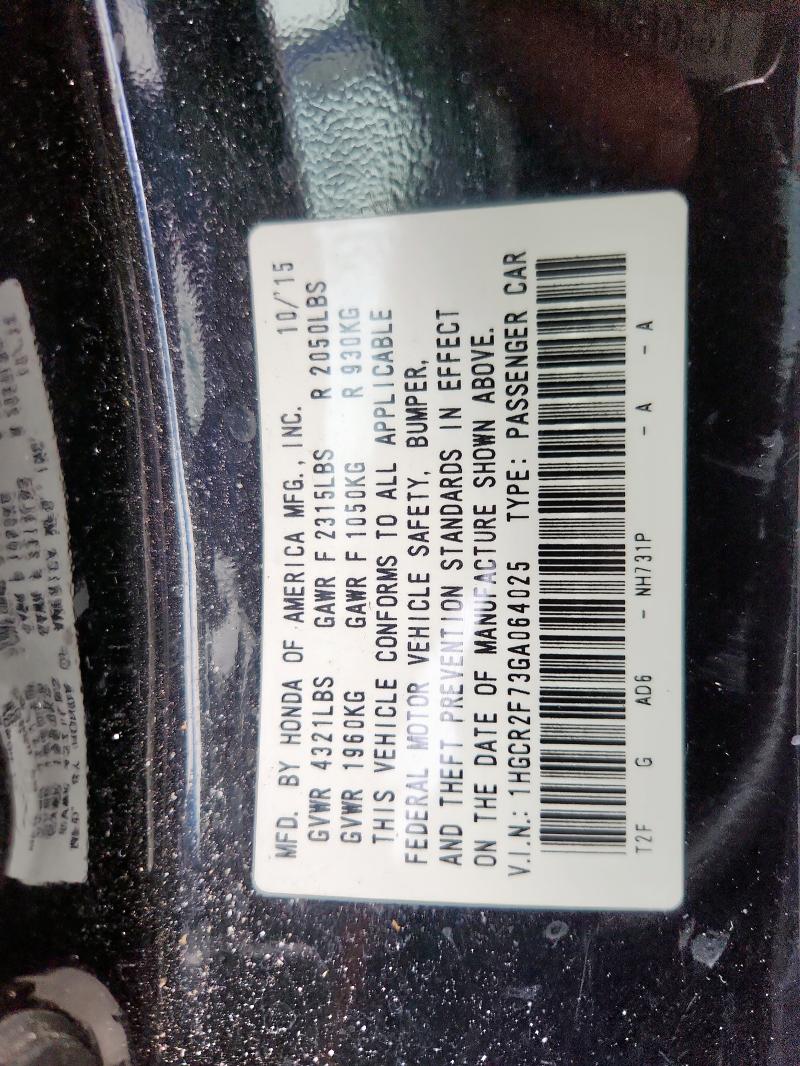 MFD. BY HONDA OF AMERICA MFG., INC. 10/'15
GVWR 4321LBS GAWR F 2315LBS R 2050LBS
GVWR 1960KG GAWR F 1050KG R 930KG
THIS VEHICLE CONFORMS TO ALL APPLICABLE
FEDERAL MOTOR VEHICLE SAFETY, BUMPER,
AND THEFT PREVENTION STANDARDS IN EFFECT
ON THE DATE OF MANUFACTURE SHOWN ABOVE.
V.I.N.: 1HGCR2F73GA064025 TYPE: PASSENGER CAR
T2F G AD6 - NH731P - A - A